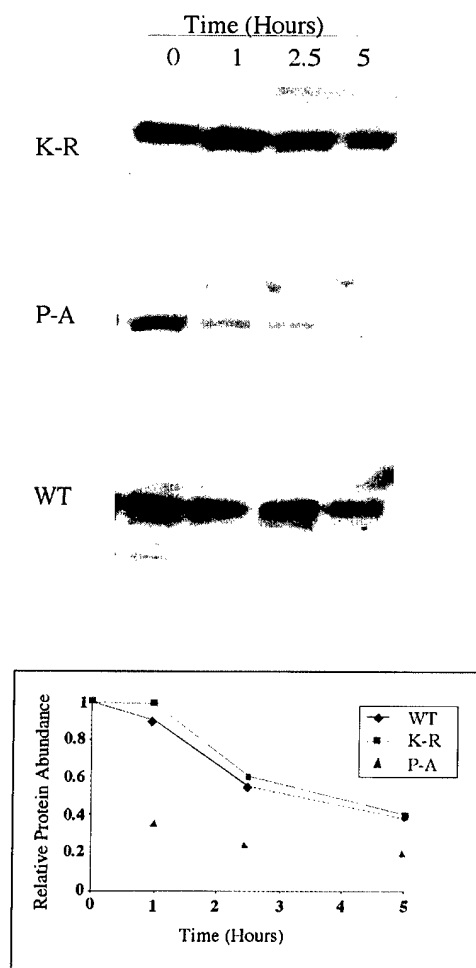 Time (Hours)
0 1 2.5 5
K-R
P-A
WT
Relative Protein Abundance
1
0.8
0.6
0.4
0.2
0
0 1 2 3 4 5
Time (Hours)
WT
K-R
P-A